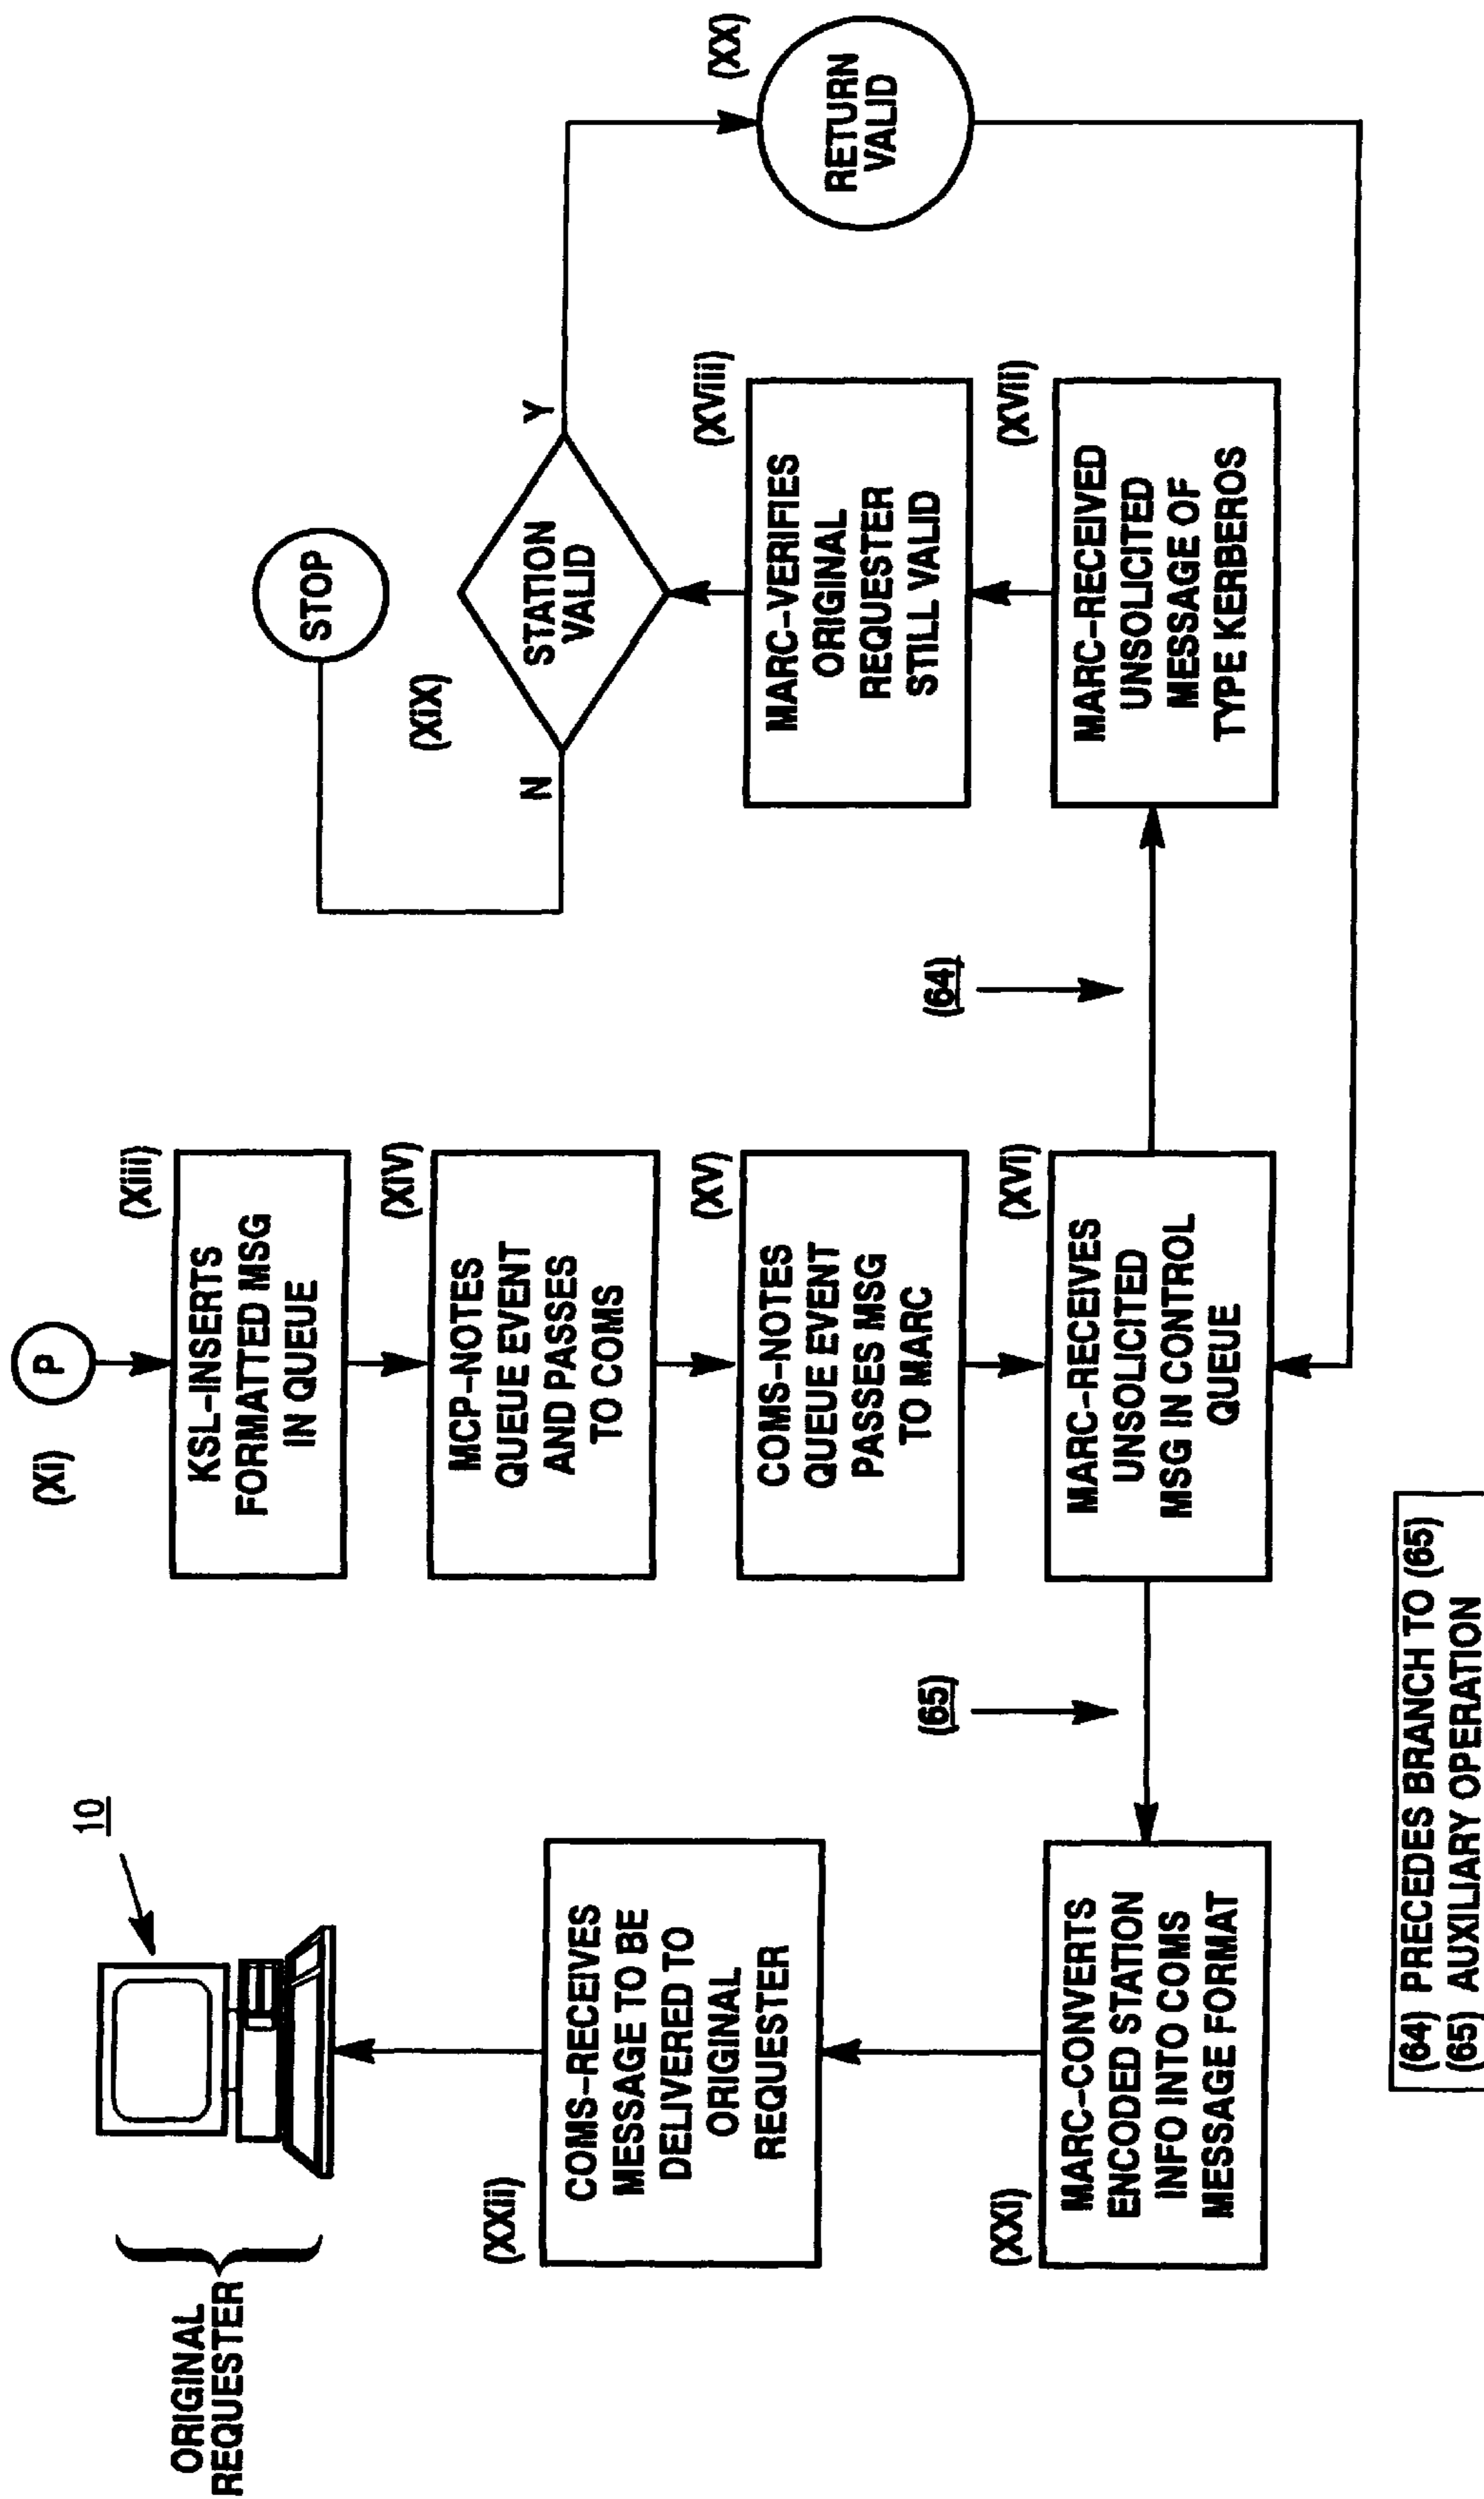 (Xi)
P
(Xiii)
KSL-INSERTS
FORMATTED MSG
IN QUEUE
(XiV)
MCP-NOTES
QUEUE EVENT
AND PASSES
TO COMS
(XV)
COMS-NOTES
QUEUE EVENT
PASSES MSG
TO MARC
(XVi)
MARC-RECEIVES
UNSOLICITED
MSG IN CONTROL
QUEUE
(64)
(XVii)
MARC-RECEIVED
UNSOLICITED
MESSAGE OF
TYPE KERBEROS
(XViii)
MARC-VERIFIES
ORIGINAL
REQUESTER
STILL VALID
(XiX)
STATION
VALID
N
Y
STOP
(XX)
RETURN
VALID
(65)
(XXi)
MARC-CONVERTS
ENCODED STATION
INFO INTO COMS
MESSAGE FORMAT
(XXii)
COMS-RECEIVES
MESSAGE TO BE
DELIVERED TO
ORIGINAL
REQUESTER
10
ORIGINAL
REQUESTER
(64) PRECEDES BRANCH TO (65)
(65) AUXILIARY OPERATION